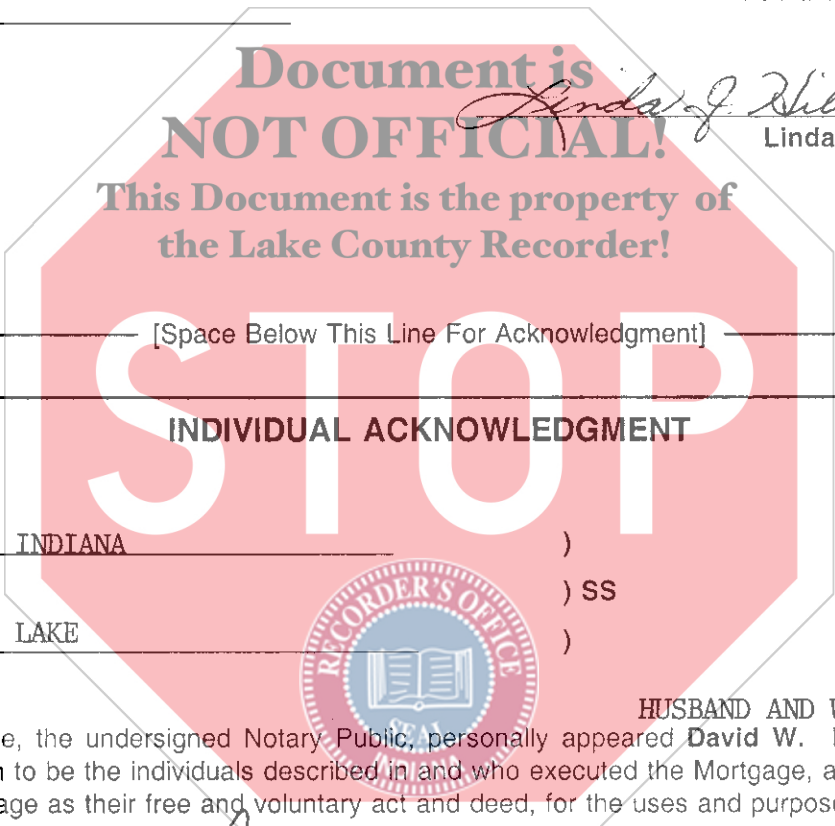 Document is
NOT OFFICIAL!
Linda J.
Linda
This Document is the property of
the Lake County Recorder!
[Space Below This Line For Acknowledgment]
STOP
INDIVIDUAL ACKNOWLEDGMENT
INDIANA )
) SS
LAKE )
RECORDER'S OFFICE
SEAL
INDIANA
HUSBAND AND
e, the undersigned Notary Public, personally appeared David W.
to be the individuals described in and who executed the Mortgage, a
age as their free and voluntary act and deed, for the uses and purpos